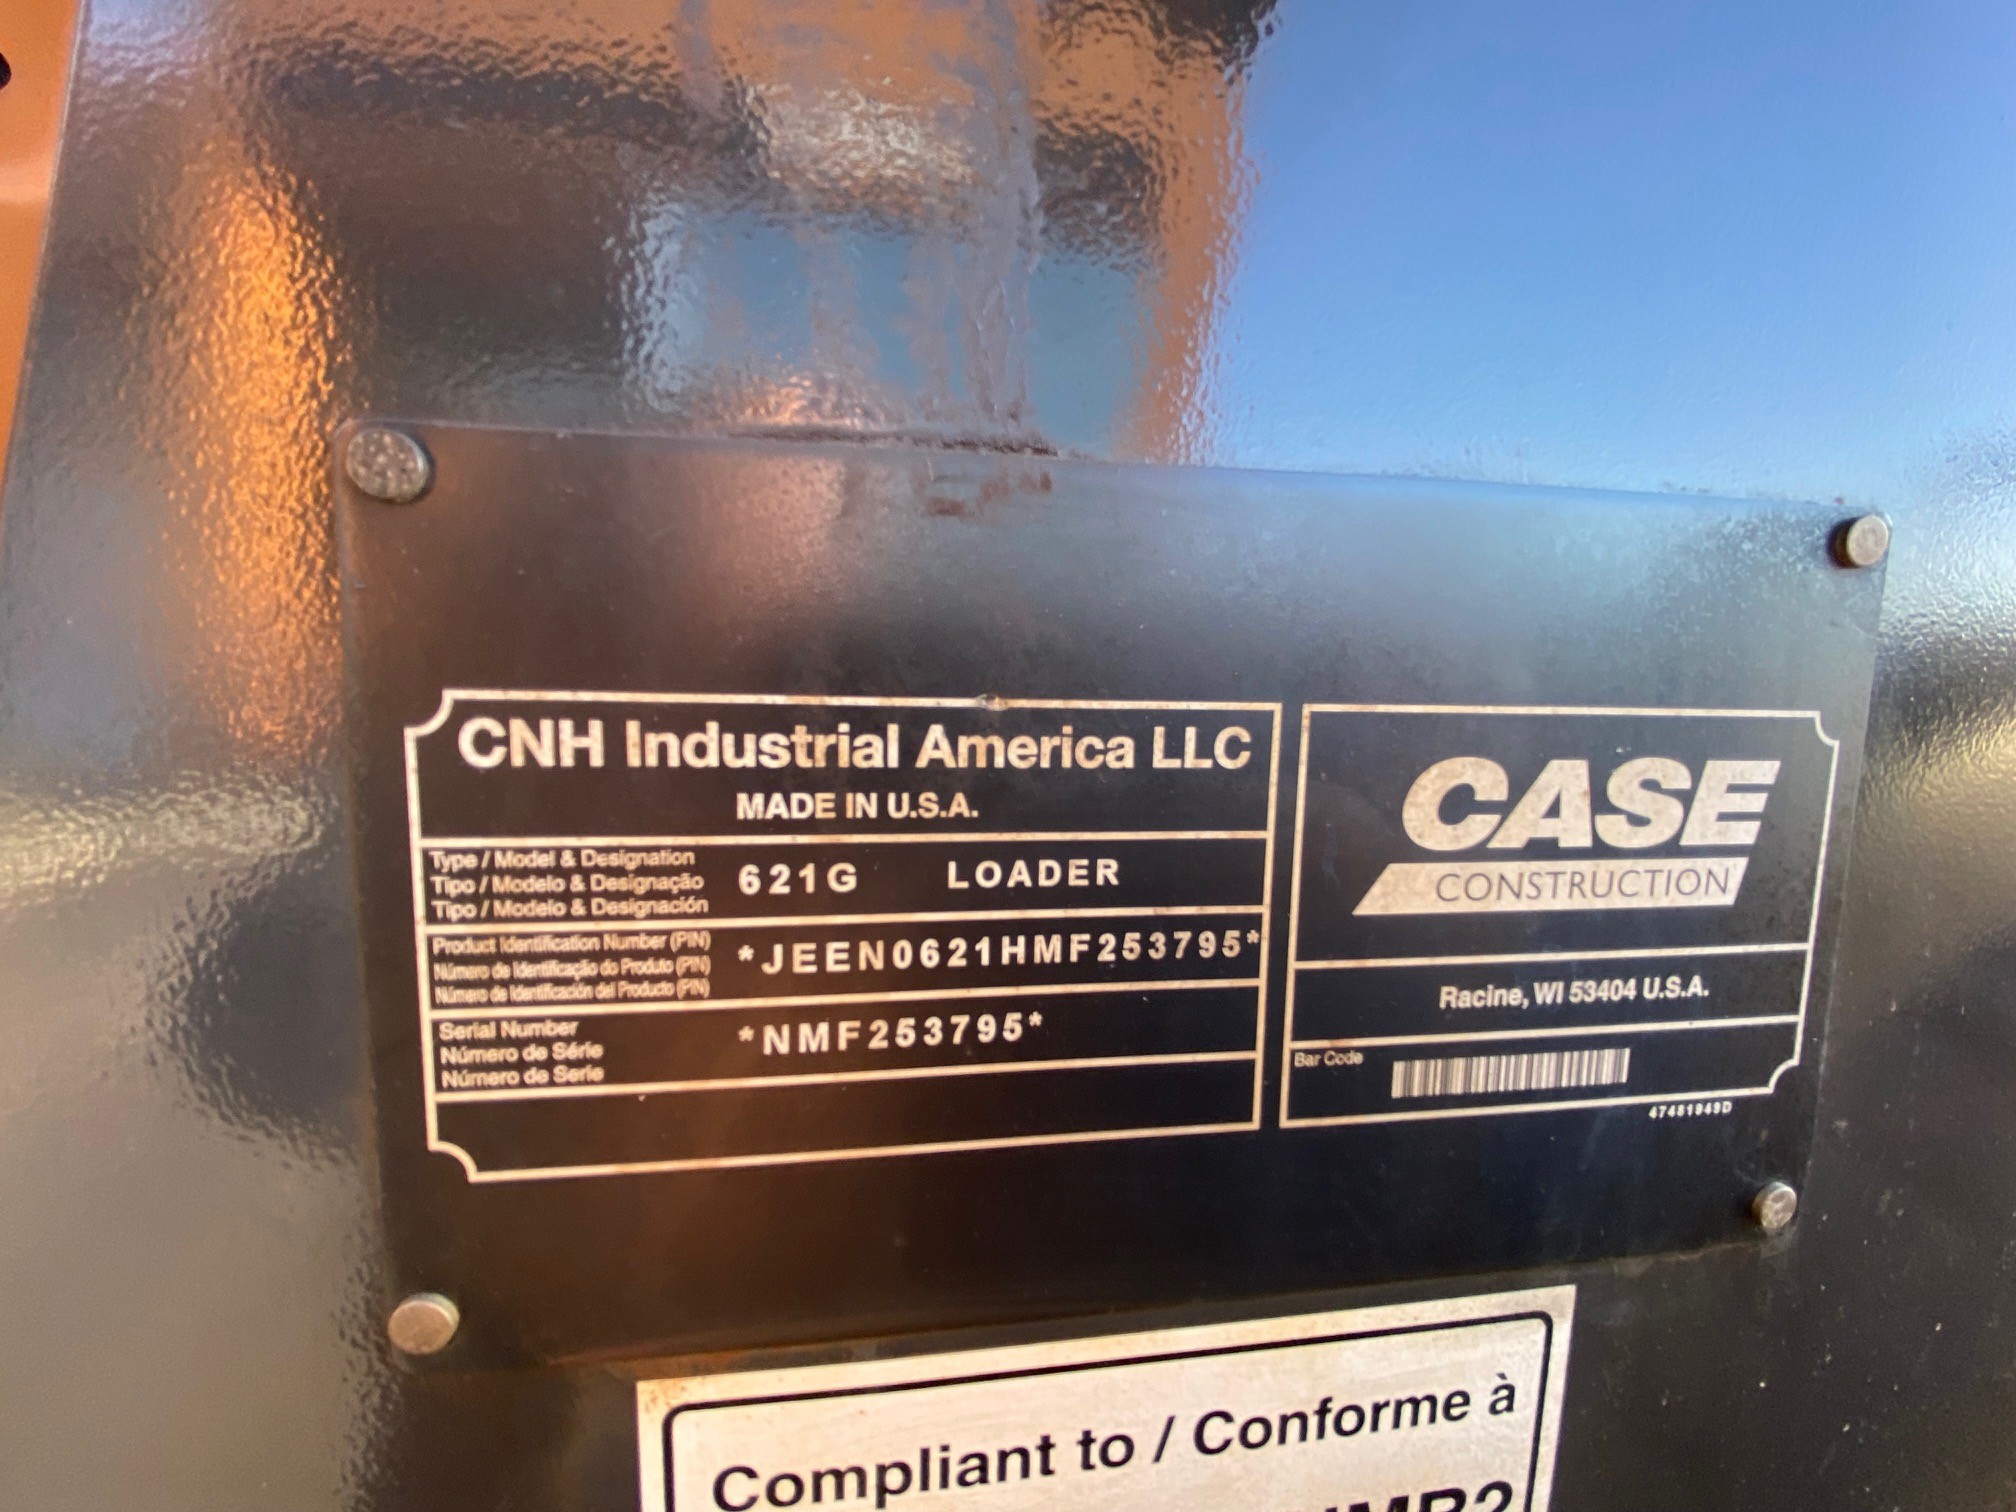 CNH Industrial America LLC
MADE IN U.S.A.
Type / Model & Designation
Tipo / Modelo & Designação
Tipo / Modelo & Designación
621G LOADER
Product Identification Number (PIN)
Número de Identificação do Produto (PIN)
Número de Identificación del Producto (PIN)
*JEEN0621HMF253795*
Serial Number
Número de Série
Número de Serie
*NMF253795*
CASE
CONSTRUCTION
Racine, WI 53404 U.S.A.
Bar Code
47481949D
Compliant to / Conforme à